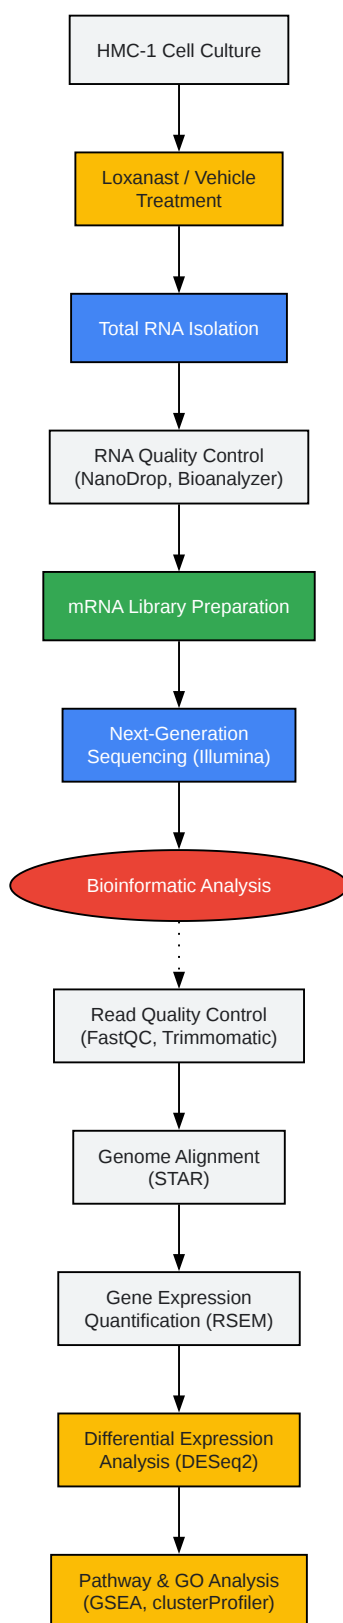 HMC-1 Cell Culture
Loxanast / Vehicle
Treatment
Total RNA Isolation
RNA Quality Control
(NanoDrop, Bioanalyzer)
mRNA Library Preparation
Next-Generation
Sequencing (Illumina)
Bioinformatic Analysis
Read Quality Control
(FastQC, Trimmomatic)
Genome Alignment
(STAR)
Gene Expression
Quantification (RSEM)
Differential Expression
Analysis (DESeq2)
Pathway & GO Analysis
(GSEA, clusterProfiler)